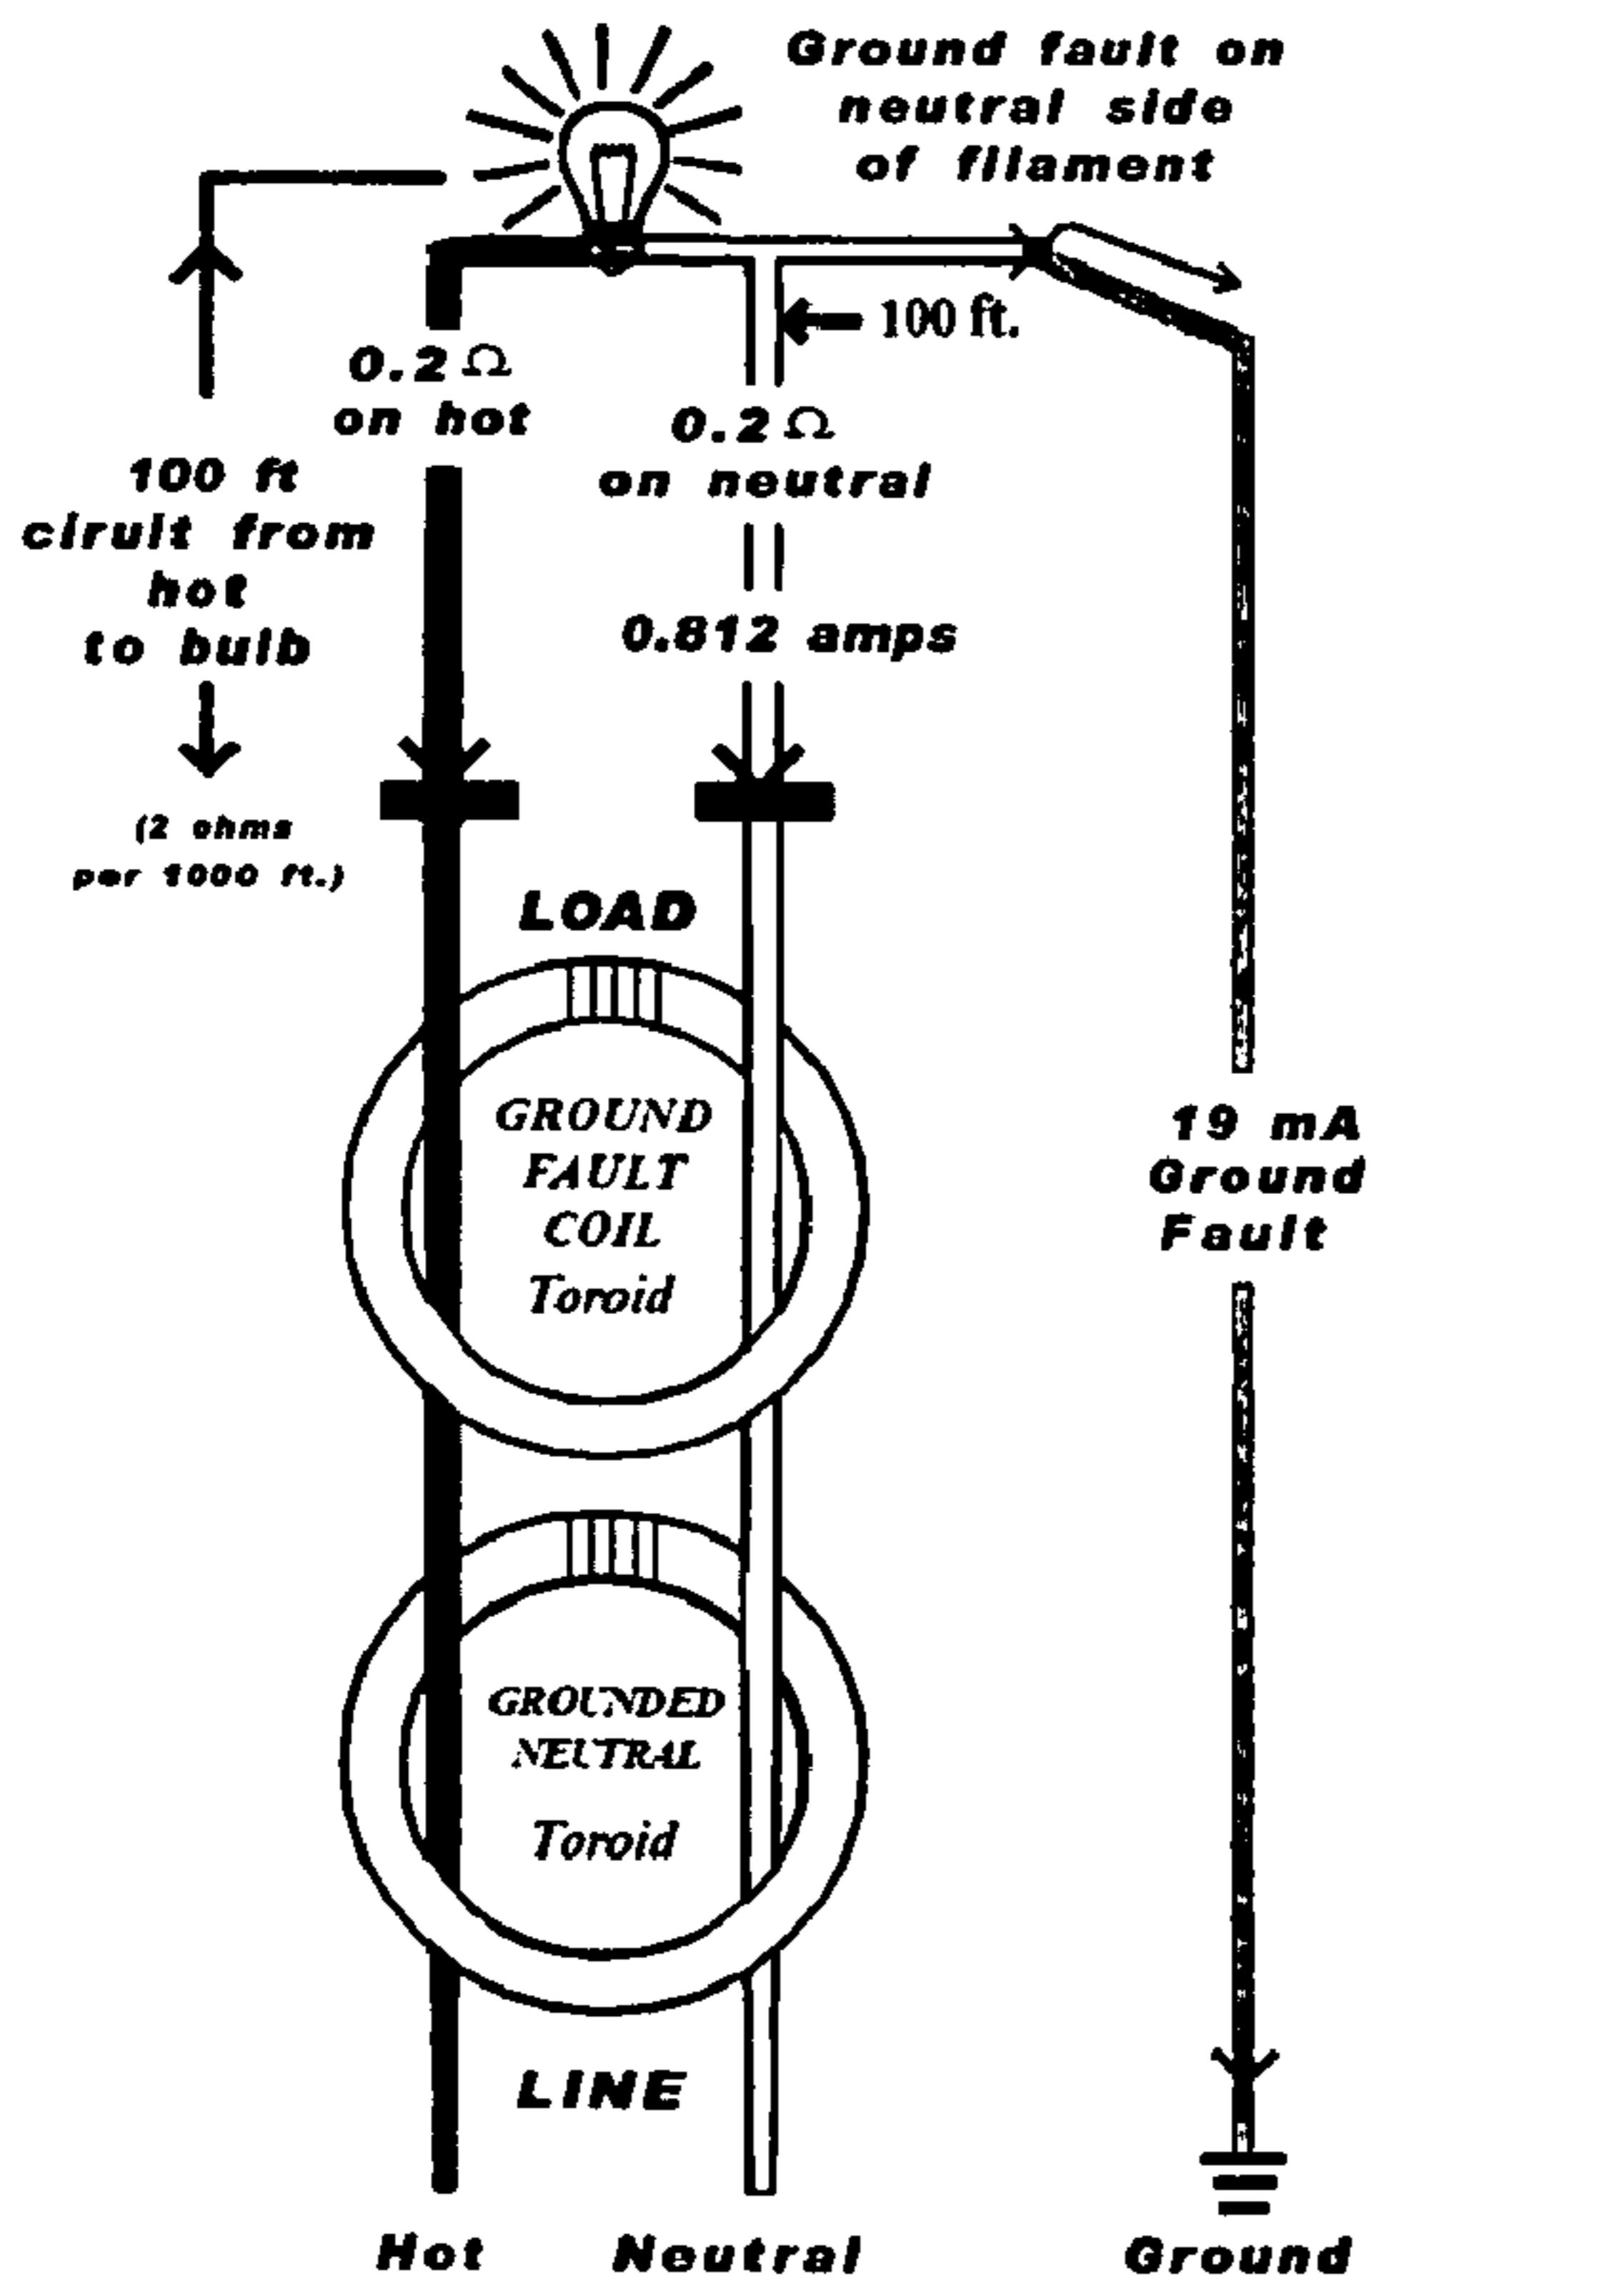 Ground fault on
neutral side
of filament
100 ft.
0.2 Ω
on hot
0.2 Ω
on neutral
100 ft
ciruit from
hot
to bulb
0.812 amps
(2 ohms
per 1000 ft.)
LOAD
GROUND
FAULT
COIL
Toroid
19 mA
Ground
Fault
GROUNDED
NEUTRAL
Toroid
LINE
Hot
Neutral
Ground